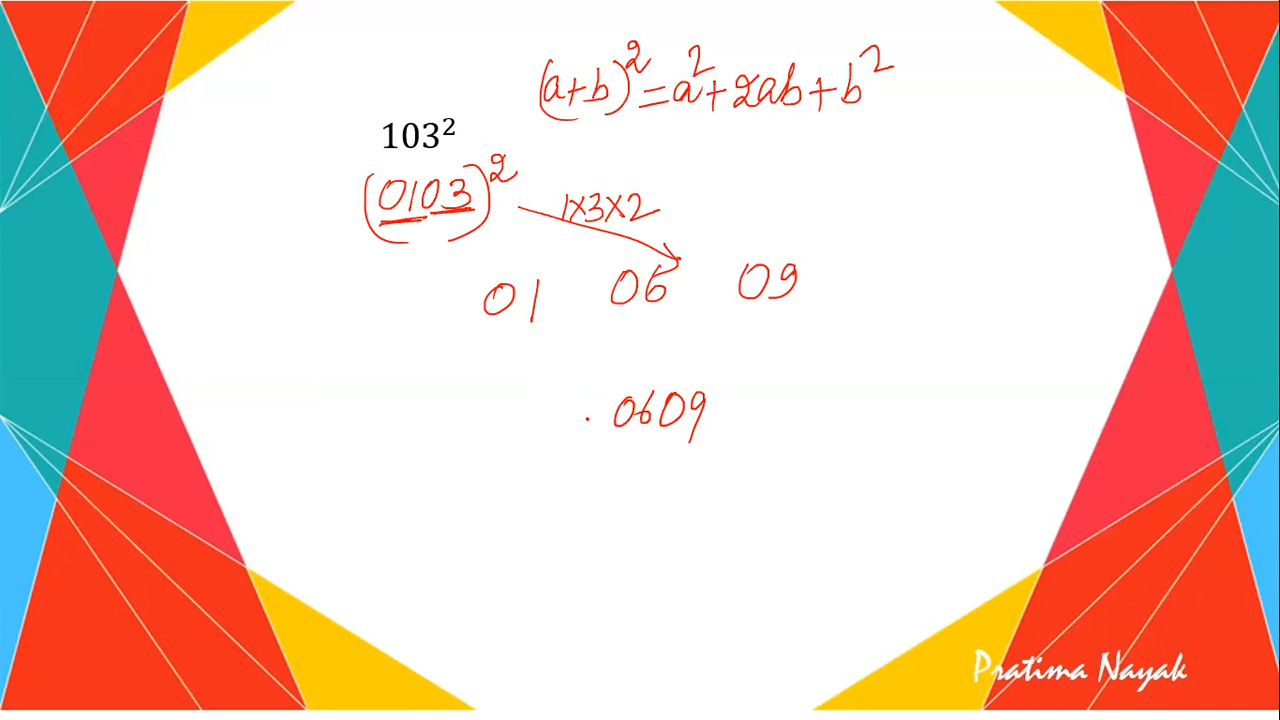 (a+b)² = a² + 2ab + b²
103²
(0103)²
1×3×2
01 06 09
. 0609
Pratima Nayak